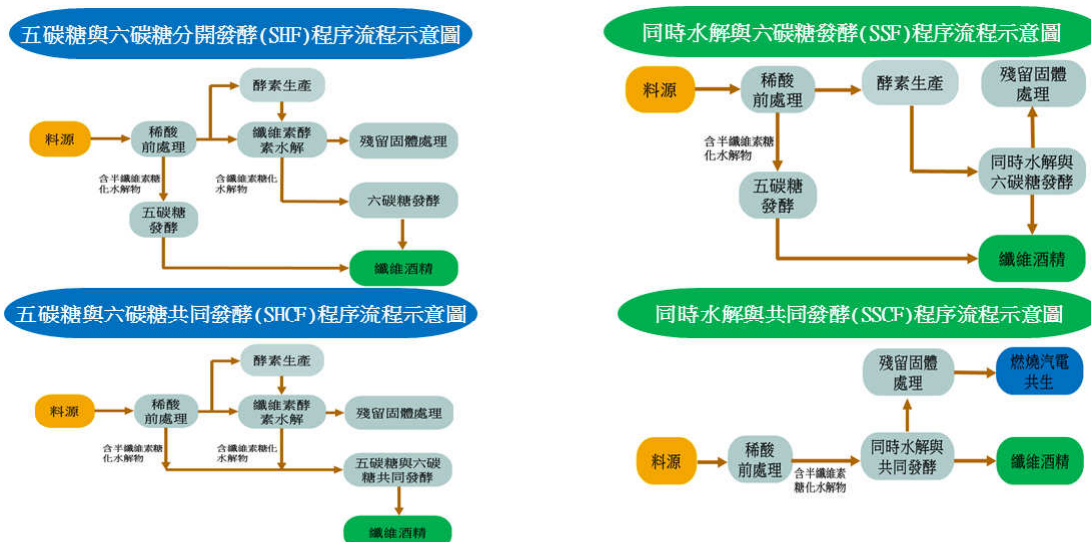 五碳糖與六碳糖分開發酵(SHF)程序流程示意圖
酵素生產
料源
稀酸
前處理
纖維素酵
素水解
殘留固體處理
含半纖維素糖
化水解物
含纖維素糖化
水解物
五碳糖
發酵
六碳糖發酵
纖維酒精
同時水解與六碳糖發酵(SSF)程序流程示意圖
料源
稀酸
前處理
酵素生產
殘留固體
處理
含半纖維素糖
化水解物
五碳糖
發酵
同時水解與
六碳糖發酵
纖維酒精
五碳糖與六碳糖共同發酵(SHCF)程序流程示意圖
酵素生產
料源
稀酸
前處理
纖維素酵
素水解
殘留固體處理
含半纖維素糖
化水解物
含纖維素糖化
水解物
五碳糖與六碳
糖共同發酵
纖維酒精
同時水解與共同發酵(SSCF)程序流程示意圖
殘留固體
處理
燃燒汽電
共生
料源
稀酸
前處理
含半纖維素
糖化水解物
同時水解與
共同發酵
纖維酒精